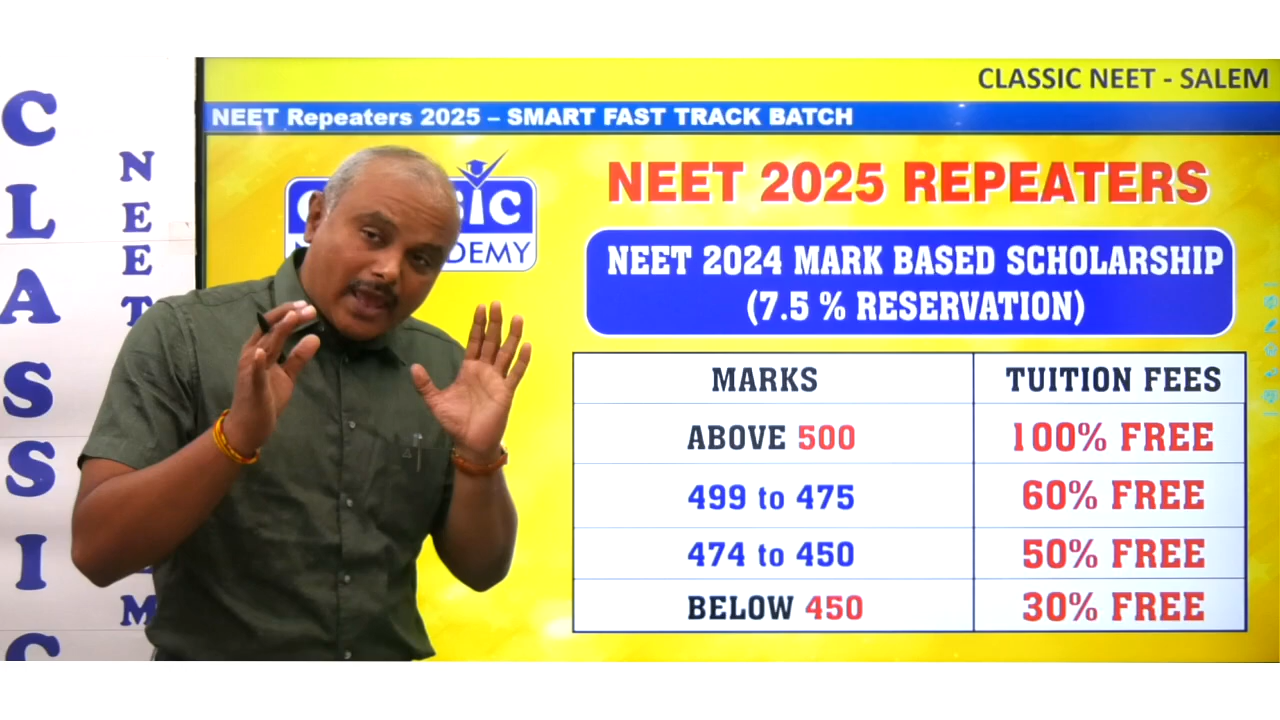 CLASSIC NEET - SALEM
NEET Repeaters 2025 – SMART FAST TRACK BATCH
NEET 2025 REPEATERS
NEET 2024 MARK BASED SCHOLARSHIP
(7.5 % RESERVATION)
MARKS TUITION FEES
ABOVE 500 100% FREE
499 to 475 60% FREE
474 to 450 50% FREE
BELOW 450 30% FREE
CLASSIC
NEET